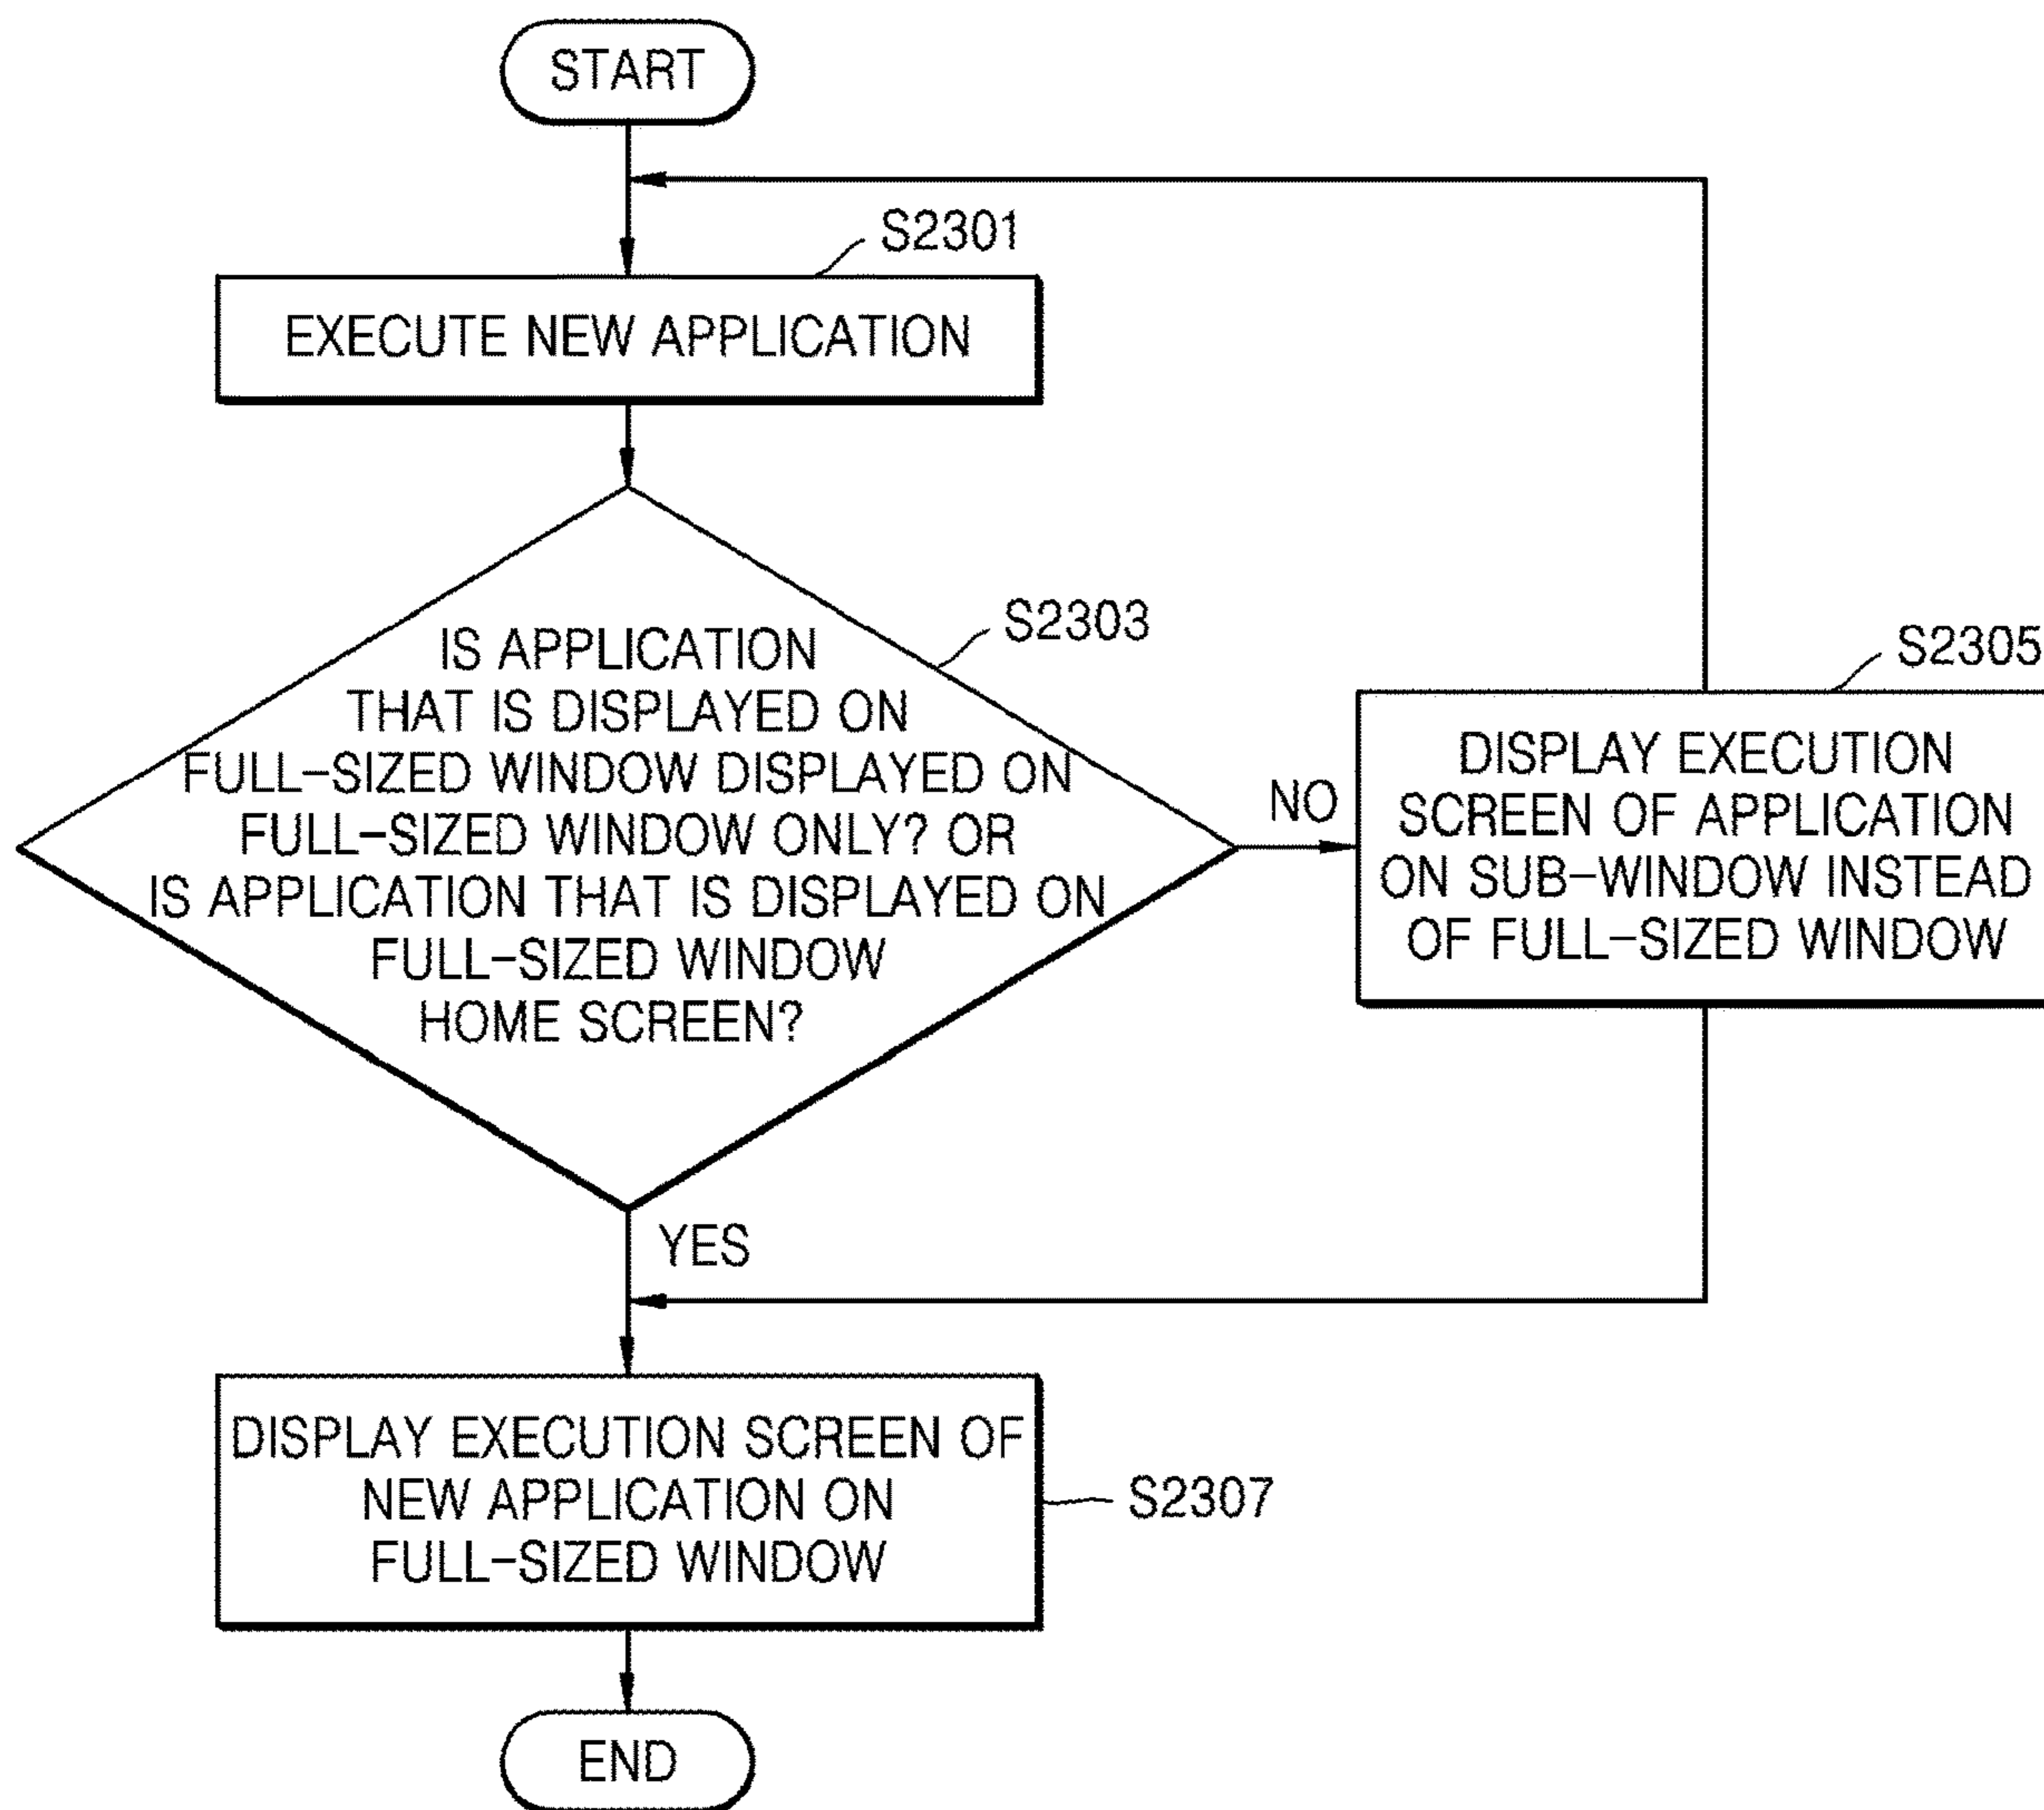 START
S2301
EXECUTE NEW APPLICATION
S2303
IS APPLICATION
THAT IS DISPLAYED ON
FULL-SIZED WINDOW DISPLAYED ON
FULL-SIZED WINDOW ONLY? OR
IS APPLICATION THAT IS DISPLAYED ON
FULL-SIZED WINDOW
HOME SCREEN?
NO
S2305
DISPLAY EXECUTION
SCREEN OF APPLICATION
ON SUB-WINDOW INSTEAD
OF FULL-SIZED WINDOW
YES
DISPLAY EXECUTION SCREEN OF
NEW APPLICATION ON
FULL-SIZED WINDOW
S2307
END